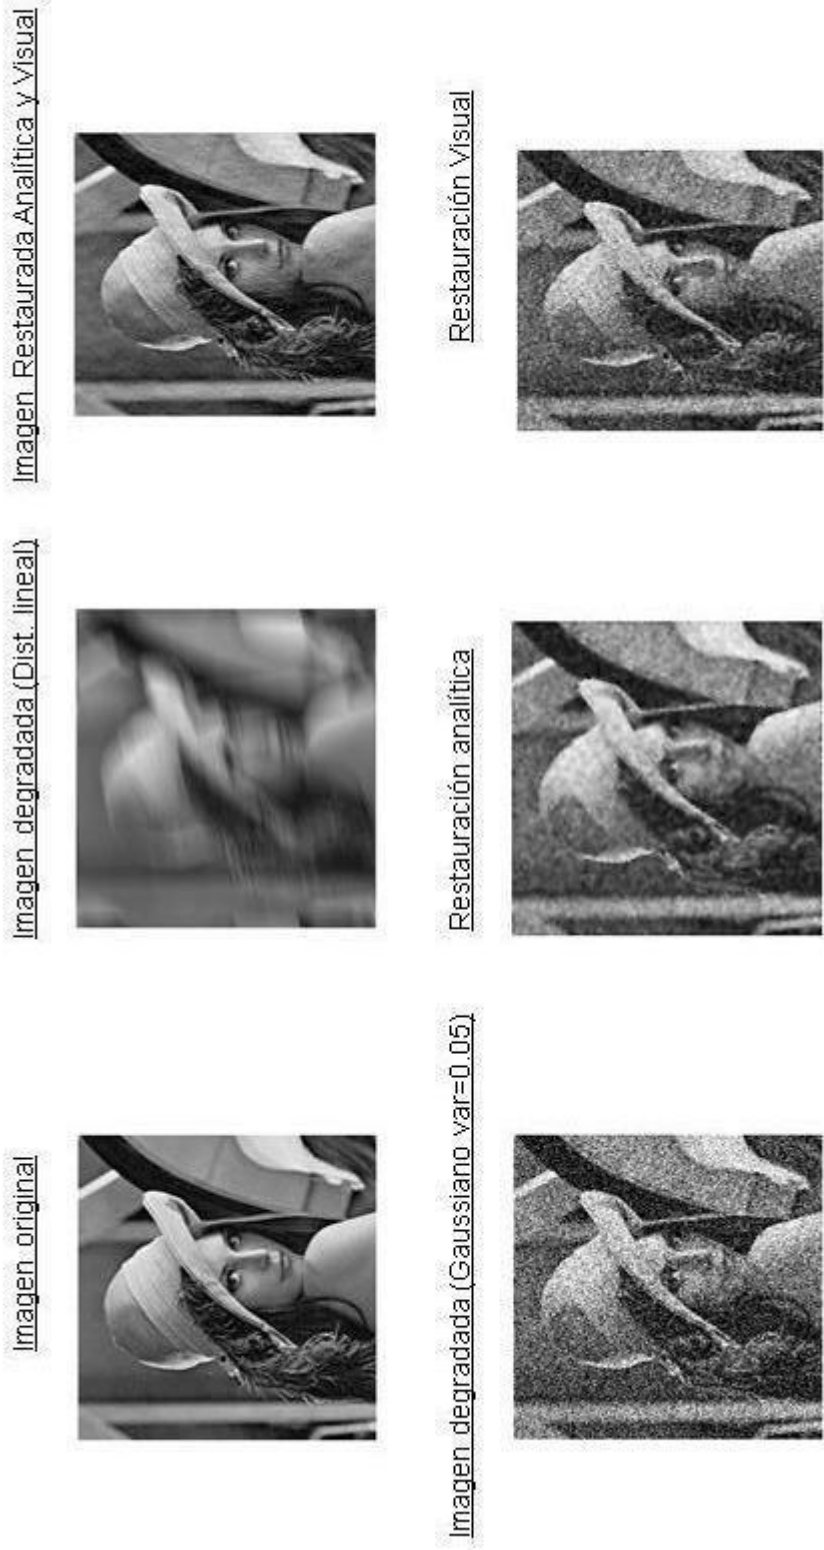 Imagen original
Imagen degradada (Dist. lineal)
Imagen Restaurada Analítica y Visual
Imagen degradada (Gaussiano var=0.05)
Restauración analítica
Restauración Visual